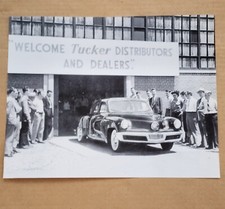 WELCOME Tucker DISTRIBUTORS
AND DEALERS